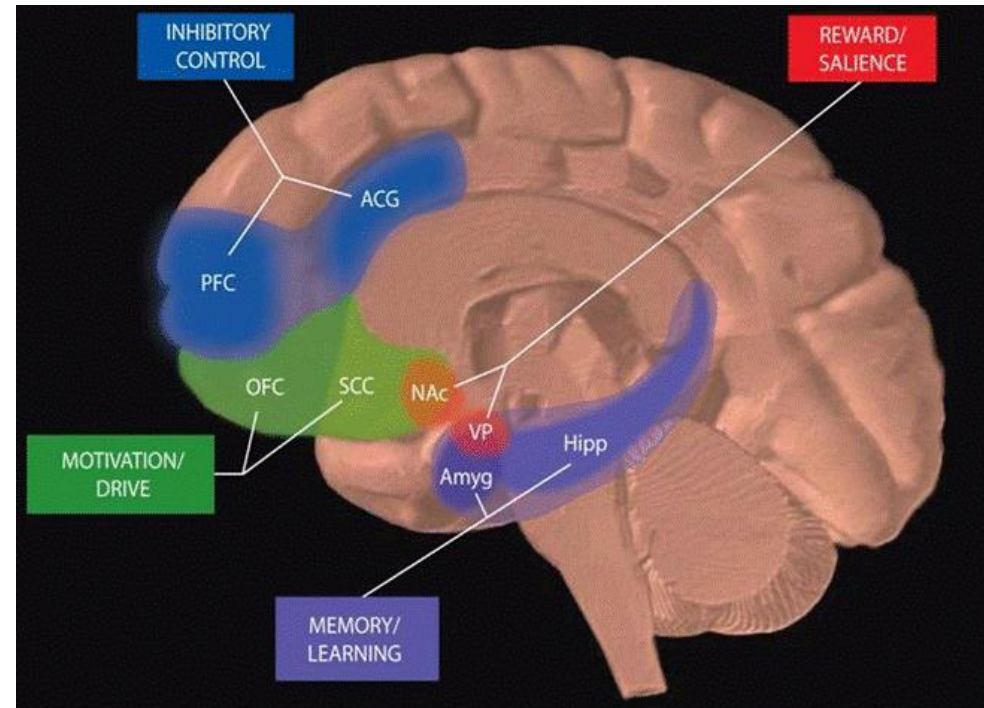 INHIBITORY
CONTROL
REWARD/
SALIENCE
ACG
PFC
OFC
SCC
NAc
VP
Hipp
Amyg
MOTIVATION/
DRIVE
MEMORY/
LEARNING